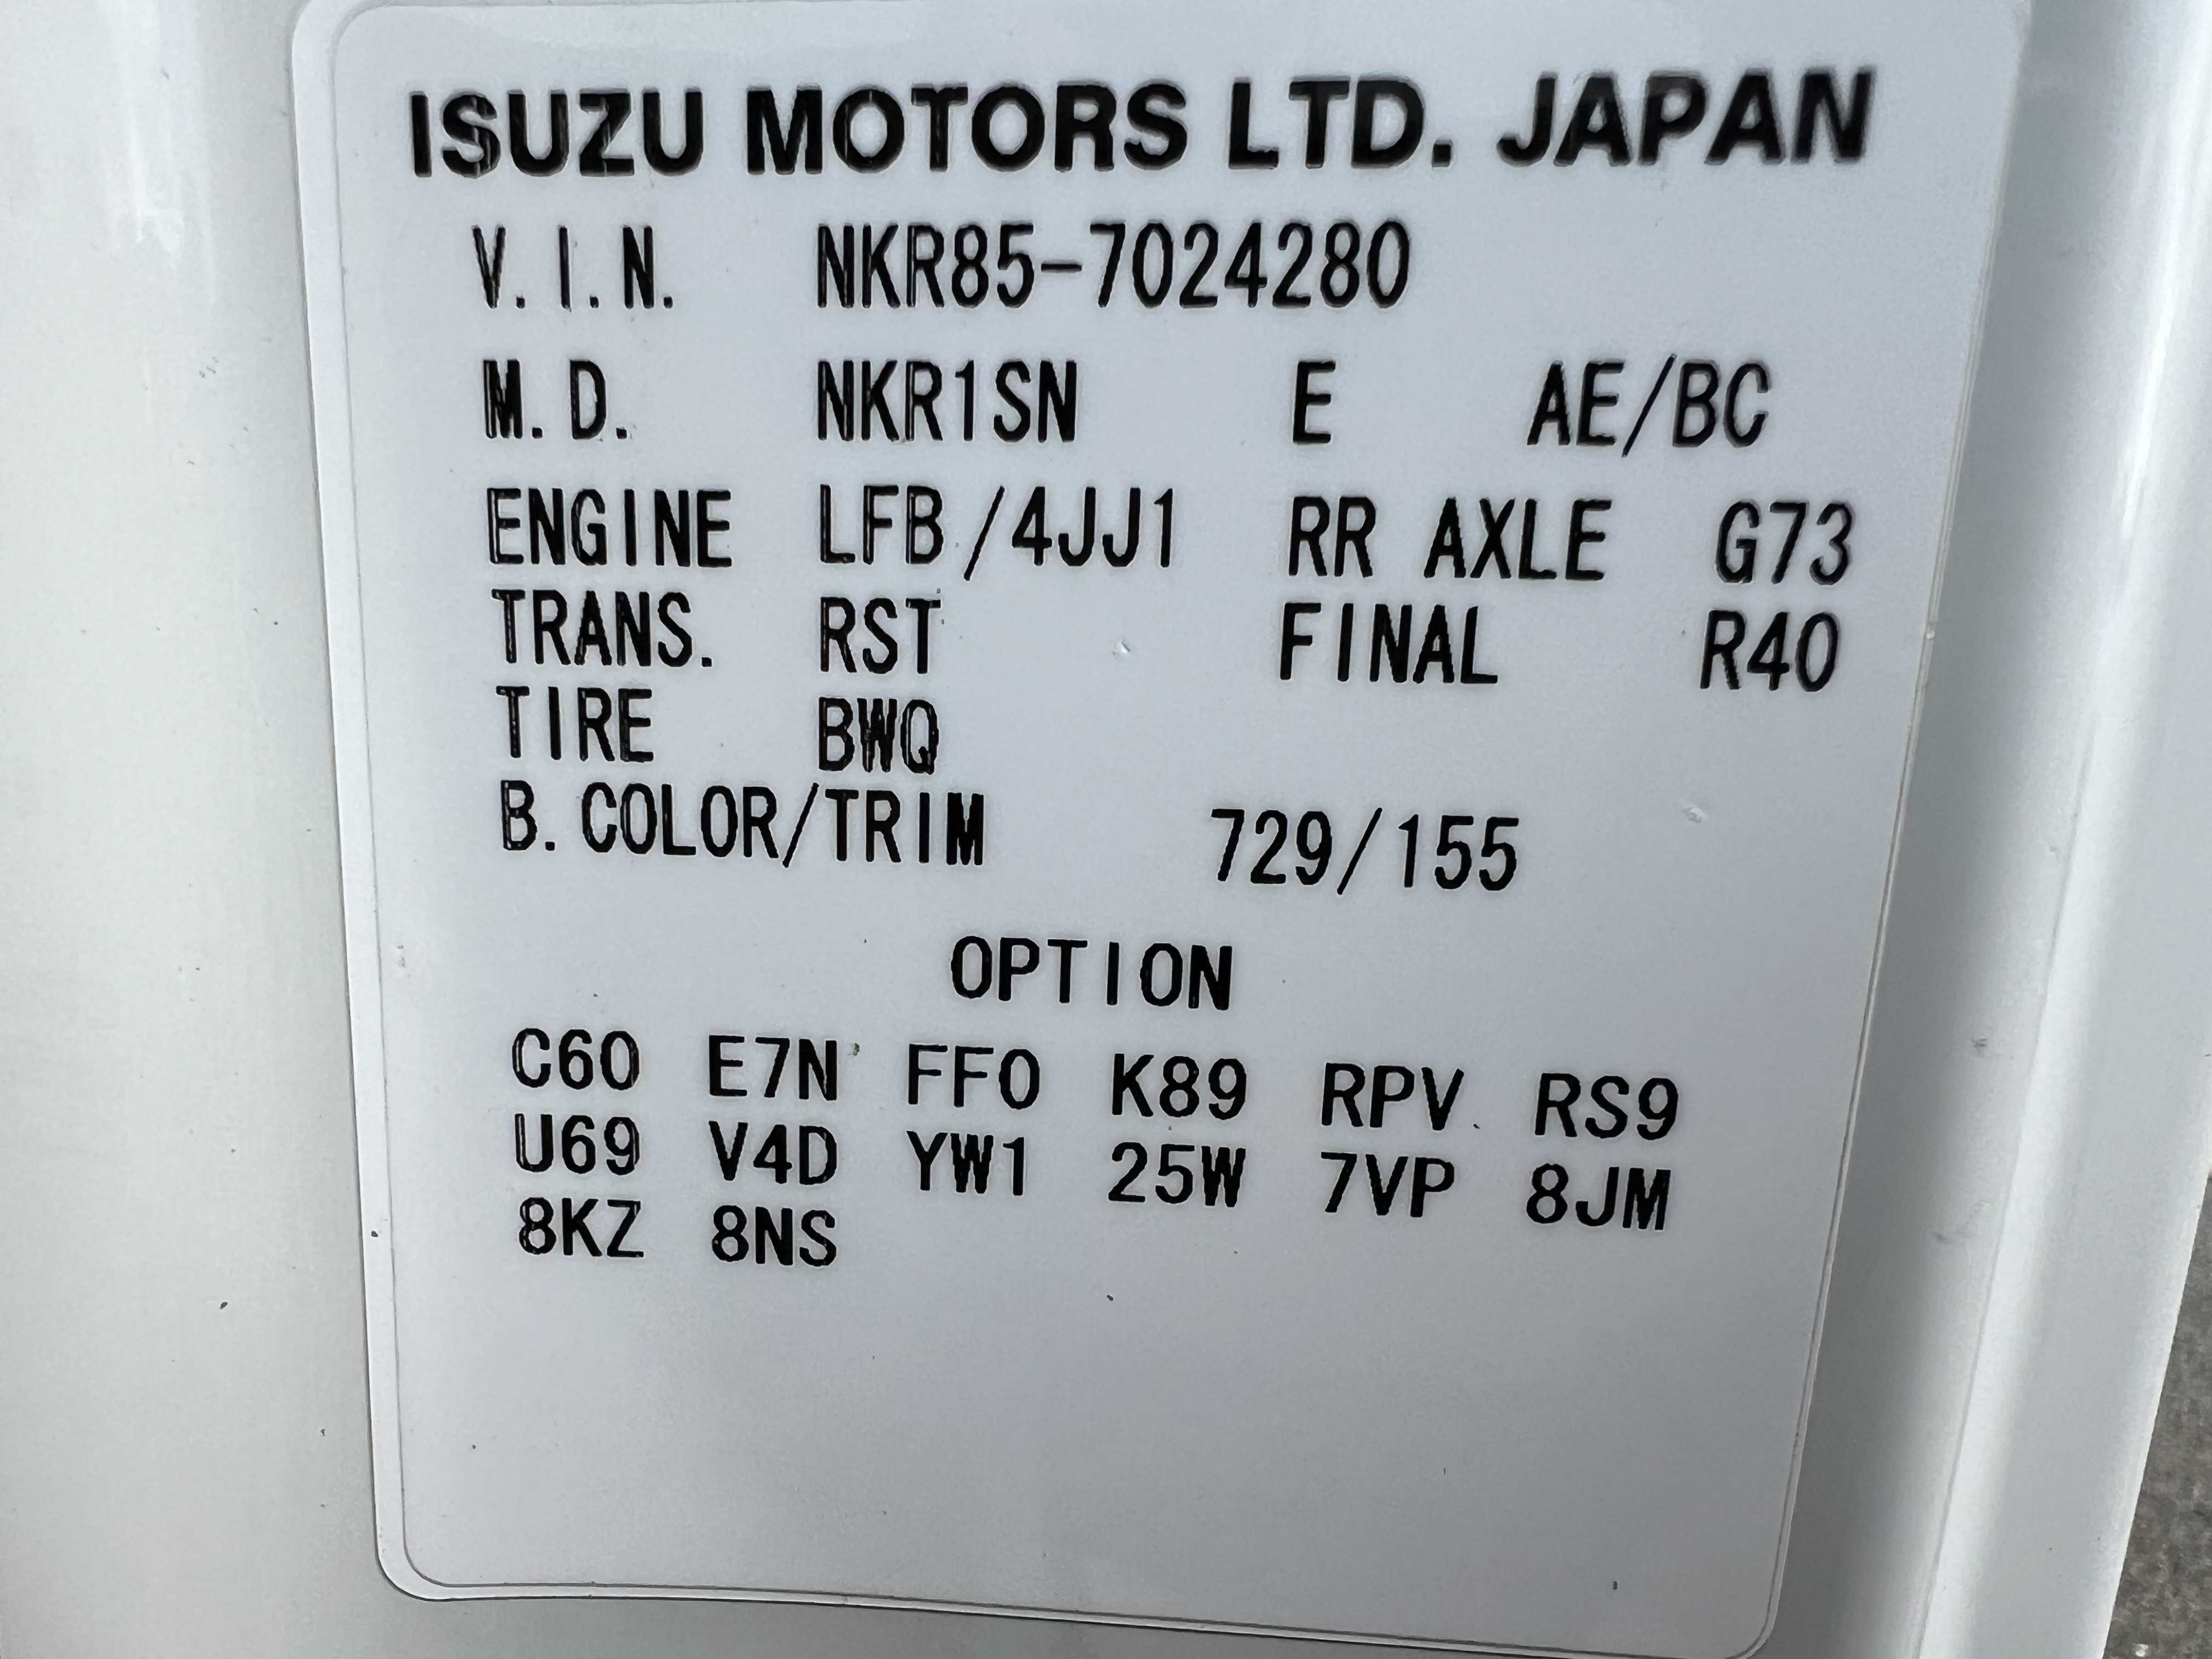 ISUZU MOTORS LTD. JAPAN
V.I.N. NKR85-7024280
M.D. NKR1SN E AE/BC
ENGINE LFB/4JJ1 RR AXLE G73
TRANS. RST FINAL R40
TIRE BWQ
B.COLOR/TRIM 729/155
OPTION
C60 E7N FF0 K89 RPV RS9
U69 V4D YW1 25W 7VP 8JM
8KZ 8NS